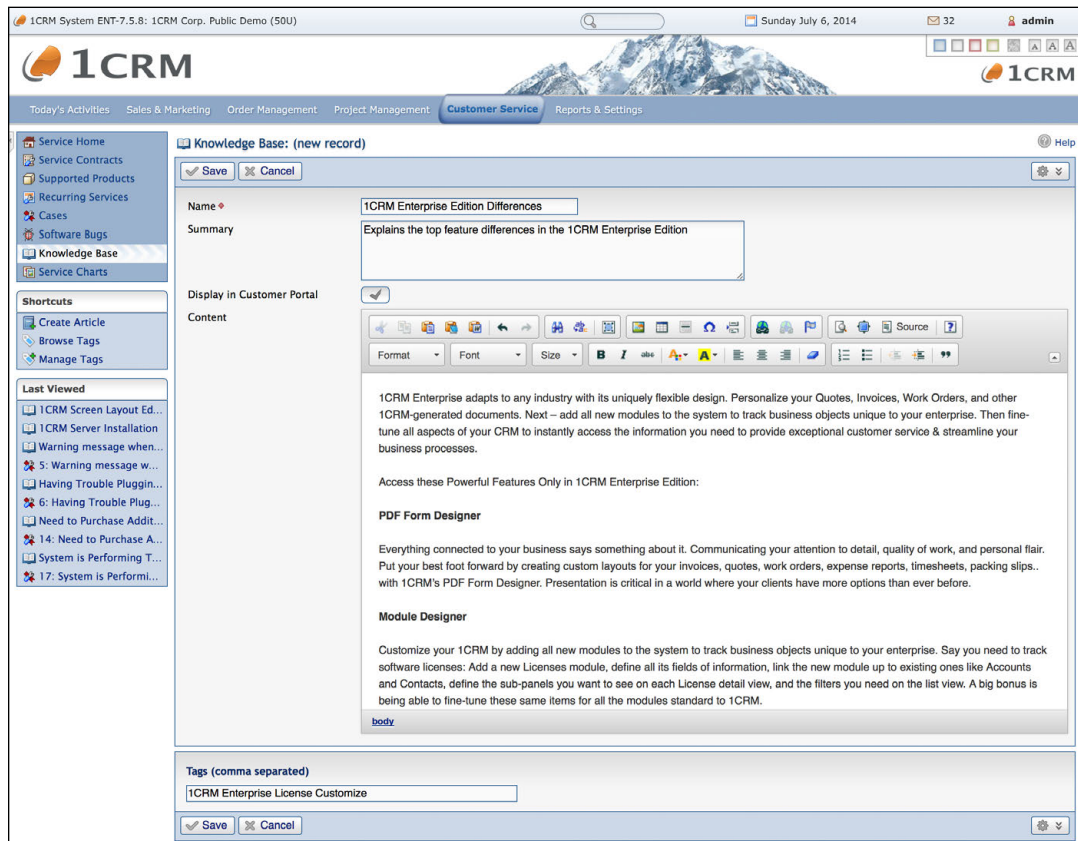 1CRM System ENT-7.5.8: 1CRM Corp. Public Demo (50U)
Sunday July 6, 2014
32
admin
1CRM
A A A
1CRM
Today's Activities Sales & Marketing Order Management Project Management Customer Service Reports & Settings
Service Home
Service Contracts
Supported Products
Recurring Services
Cases
Software Bugs
Knowledge Base
Service Charts
Shortcuts
Create Article
Browse Tags
Manage Tags
Last Viewed
1CRM Screen Layout Ed...
1CRM Server Installation
Warning message when...
5: Warning message w...
Having Trouble Pluggin...
6: Having Trouble Plug...
Need to Purchase Addit...
14: Need to Purchase A...
System is Performing T...
17: System is Performi...
Knowledge Base: (new record)
Help
Save Cancel
Name
1CRM Enterprise Edition Differences
Summary
Explains the top feature differences in the 1CRM Enterprise Edition
Display in Customer Portal
Content
Source
Format Font Size B I abc A A
1CRM Enterprise adapts to any industry with its uniquely flexible design. Personalize your Quotes, Invoices, Work Orders, and other
1CRM-generated documents. Next – add all new modules to the system to track business objects unique to your enterprise. Then fine-
tune all aspects of your CRM to instantly access the information you need to provide exceptional customer service & streamline your
business processes.
Access these Powerful Features Only in 1CRM Enterprise Edition:
PDF Form Designer
Everything connected to your business says something about it. Communicating your attention to detail, quality of work, and personal flair.
Put your best foot forward by creating custom layouts for your invoices, quotes, work orders, expense reports, timesheets, packing slips..
with 1CRM's PDF Form Designer. Presentation is critical in a world where your clients have more options than ever before.
Module Designer
Customize your 1CRM by adding all new modules to the system to track business objects unique to your enterprise. Say you need to track
software licenses: Add a new Licenses module, define all its fields of information, link the new module up to existing ones like Accounts
and Contacts, define the sub-panels you want to see on each License detail view, and the filters you need on the list view. A big bonus is
being able to fine-tune these same items for all the modules standard to 1CRM.
body
Tags (comma separated)
1CRM Enterprise License Customize
Save Cancel